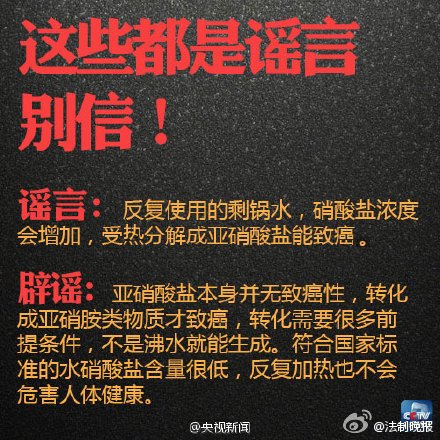 这些都是谣言
别信！
谣言：反复使用的剩锅水，硝酸盐浓度
会增加，受热分解成亚硝酸盐能致癌。
辟谣：亚硝酸盐本身并无致癌性，转化
成亚硝胺类物质才致癌，转化需要很多前
提条件，不是沸水就能生成。符合国家标
准的水硝酸盐含量很低，反复加热也不会
危害人体健康。
CCTV
@央视新闻
@法制晚报